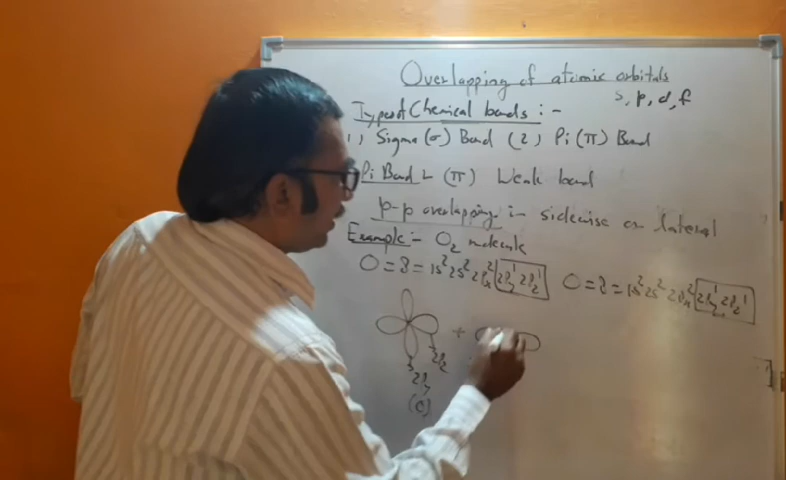 Overlapping of atomic orbitals
s, p, d, f
Types of Chemical bonds :-
1) Sigma (σ) Bond (2) Pi (π) Bond
Pi Bond :- (π) Weak bond
p-p overlapping :- sidewise or lateral
Example :- O₂ molecule
O = 8 = 1s² 2s² 2Px² 2Py¹ 2Pz¹ O = 8 = 1s² 2s² 2Px² 2Py¹ 2Pz¹
+
2Pz
2Py
(O)